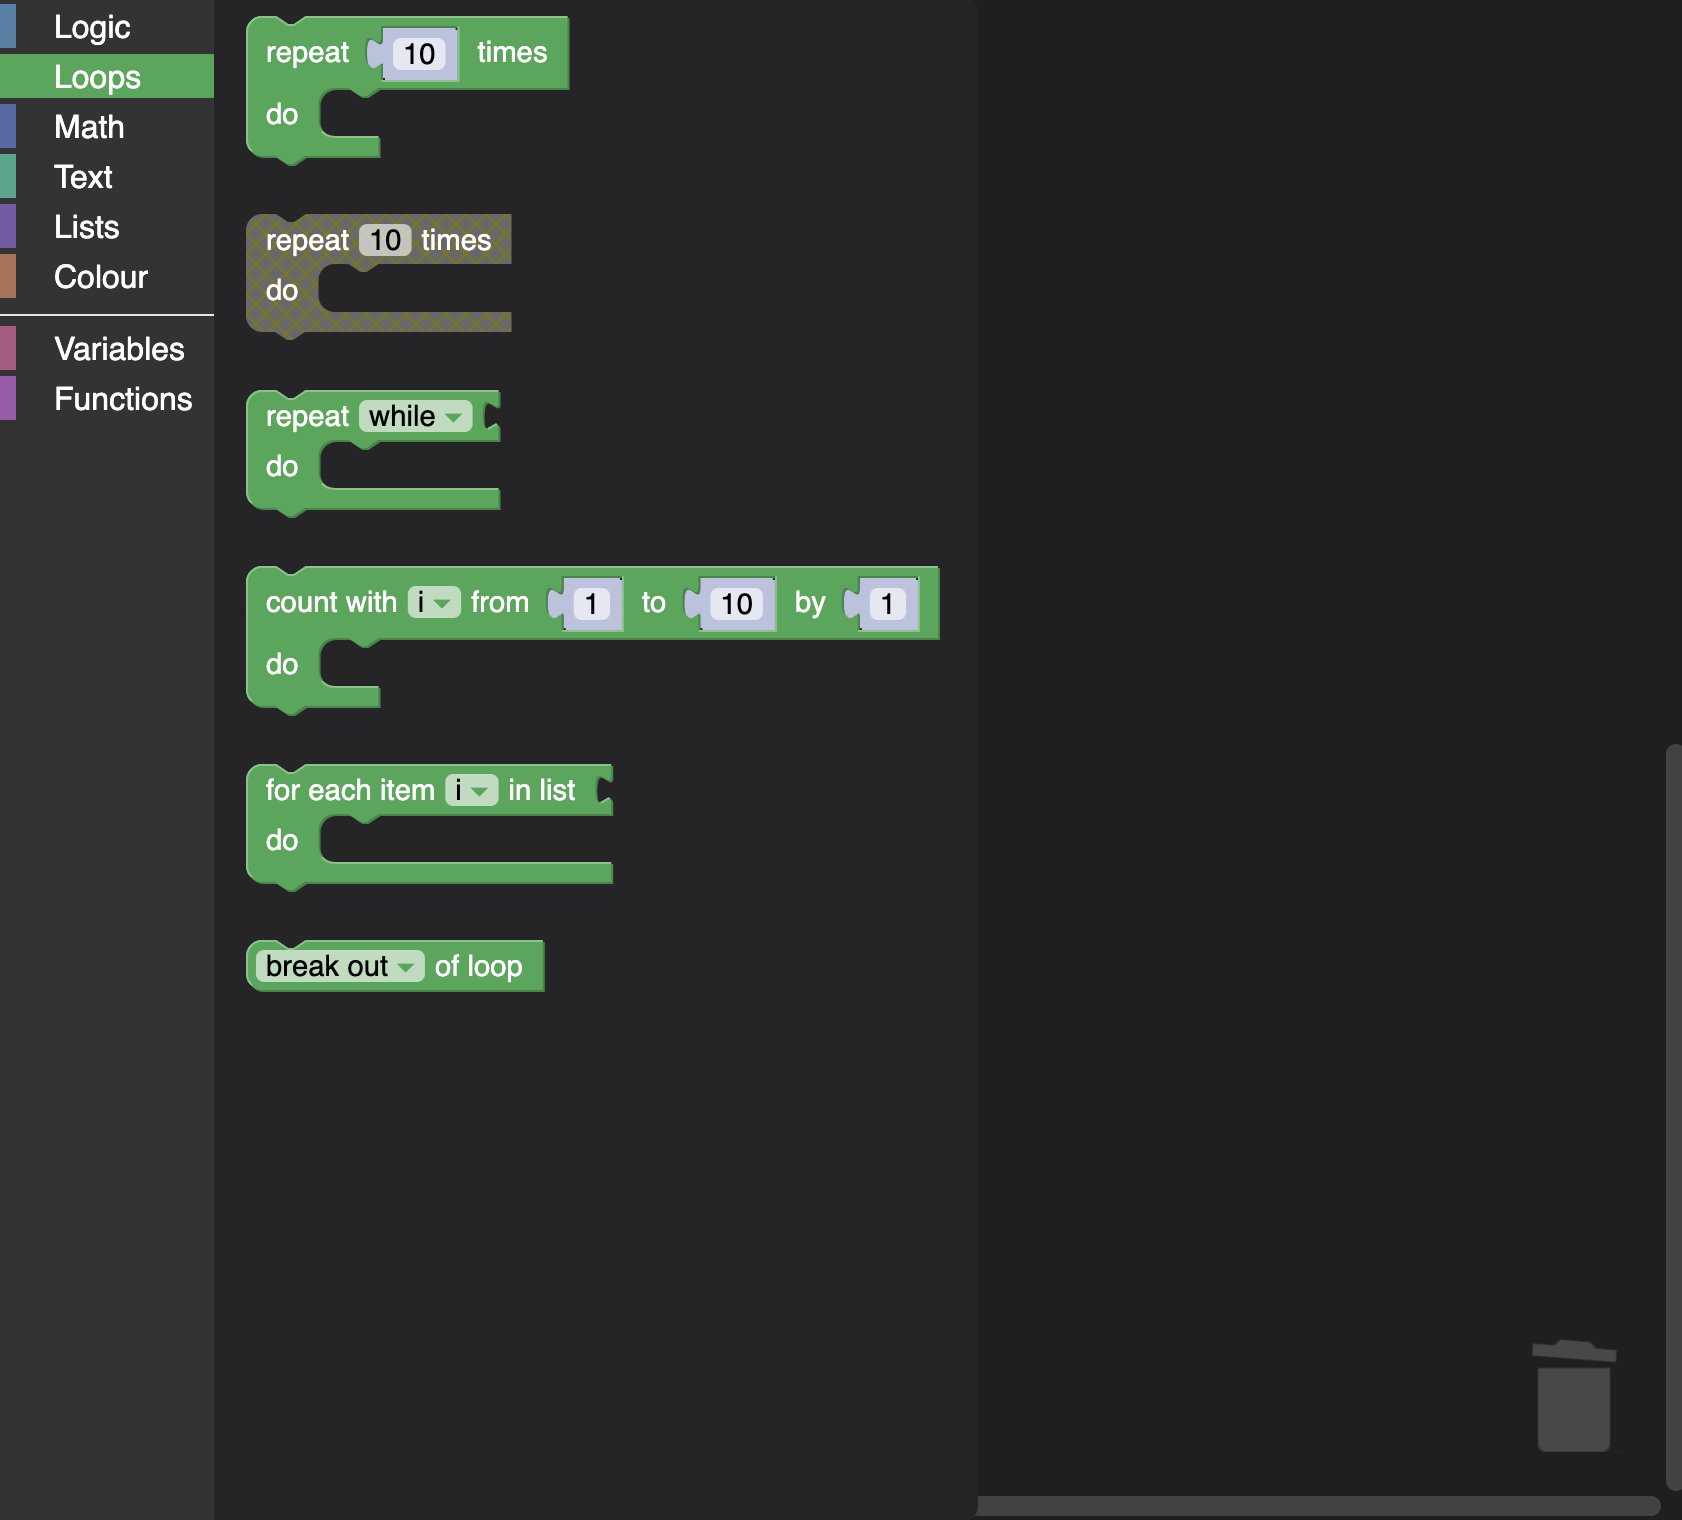 Logic
Loops
Math
Text
Lists
Colour
Variables
Functions
repeat 10 times
do
repeat 10 times
do
repeat while
do
count with i from 1 to 10 by 1
do
for each item i in list
do
break out of loop